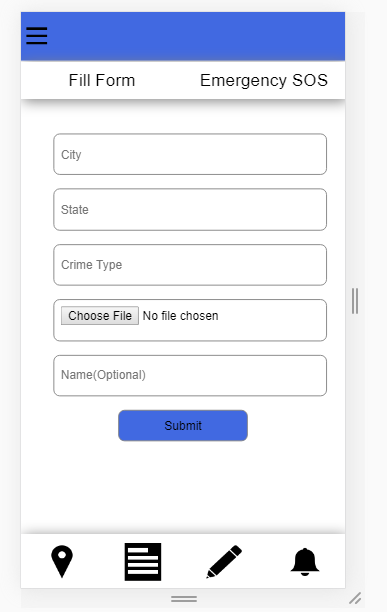 Fill Form Emergency SOS
City
State
Crime Type
Choose File No file chosen
Name(Optional)
Submit